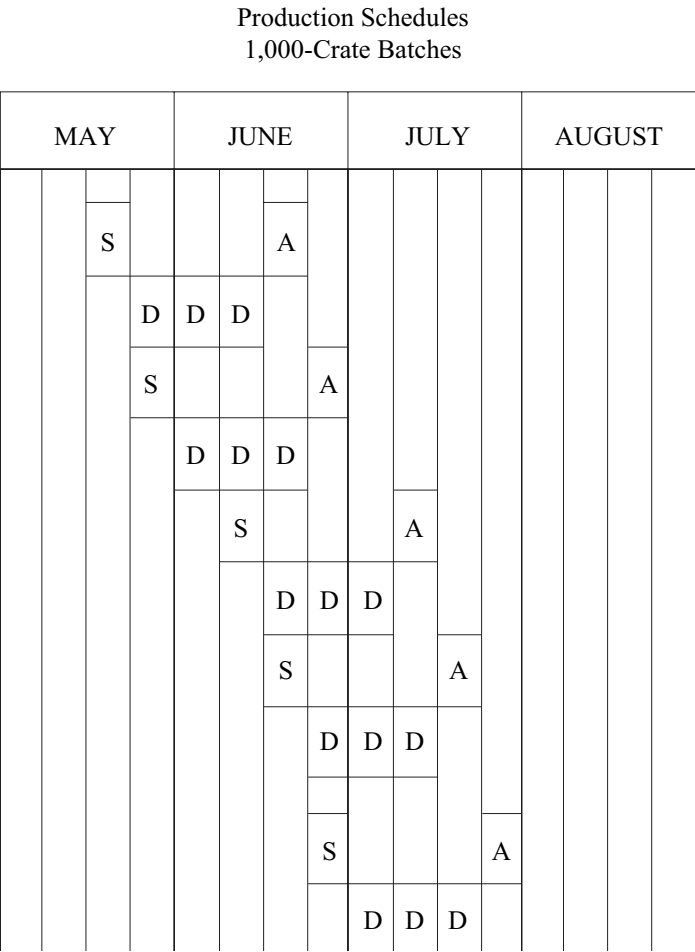 Production Schedules
1,000-Crate Batches
MAY JUNE JULY AUGUST
S A
D D D
S A
D D D
S A
D D D
S A
D D D
S A
D D D